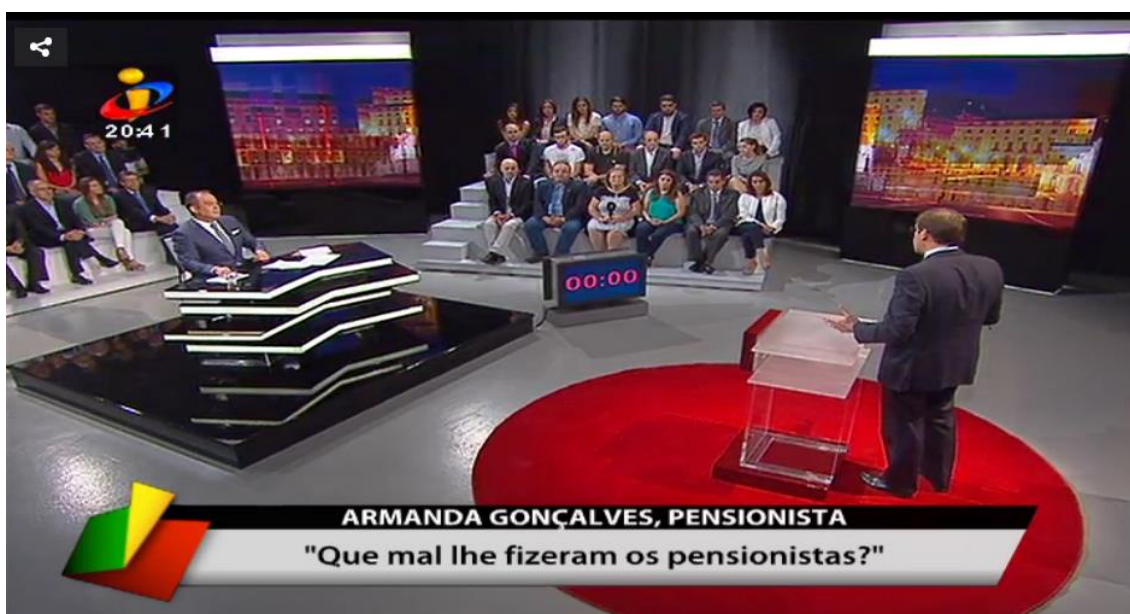 20:41
00:00
ARMANDA GONÇALVES, PENSIONISTA
"Que mal lhe fizeram os pensionistas?"